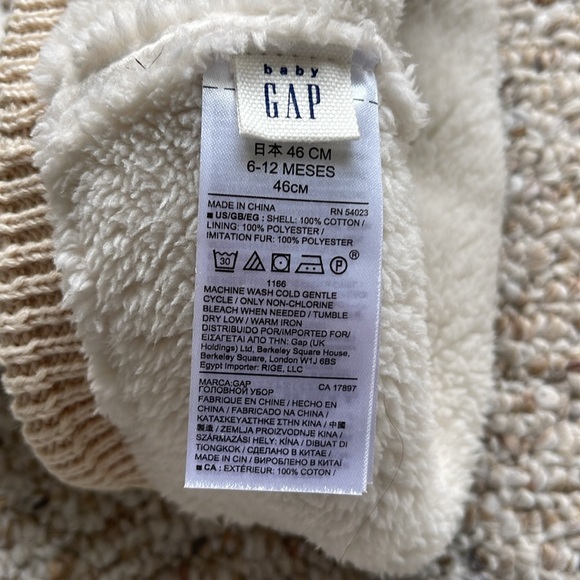 baby
GAP
日本 46 CM
6-12 MESES
46CM
MADE IN CHINA RN 54023
■ US/GB/EG : SHELL: 100% COTTON /
LINING: 100% POLYESTER /
IMITATION FUR: 100% POLYESTER
30 P ®
1166
MACHINE WASH COLD GENTLE
CYCLE / ONLY NON-CHLORINE
BLEACH WHEN NEEDED / TUMBLE
DRY LOW / WARM IRON
DISTRIBUIDO POR/IMPORTED FOR/
ΕΙΣΑΓΕΤΑΙ ΑΠΟ ΤΗΝ: Gap (UK
Holdings) Ltd, Berkeley Square House,
Berkeley Square, London W1J 6BS
Egypt Importer: RIGE, LLC
MARCA:GAP CA 17897
ГОЛОВНОЙ УБОР
FABRIQUE EN CHINE / HECHO EN
CHINA / FABRICADO NA CHINA /
ΚΑΤΑΣΚΕΥΑΣΤΗΚΕ ΣΤΗΝ ΚΙΝΑ / 中國
製造 / ZEMLJA PROIZVODNJE KINA /
SZÁRMAZÁSI HELY: KÍNA / DIBUAT DI
TIONGKOK / СДЕЛАНО В КИТАЕ /
MADE IN CIN / ВИРОБЛЕНО В КИТАЇ
■ CA : EXTÉRIEUR: 100% COTON /